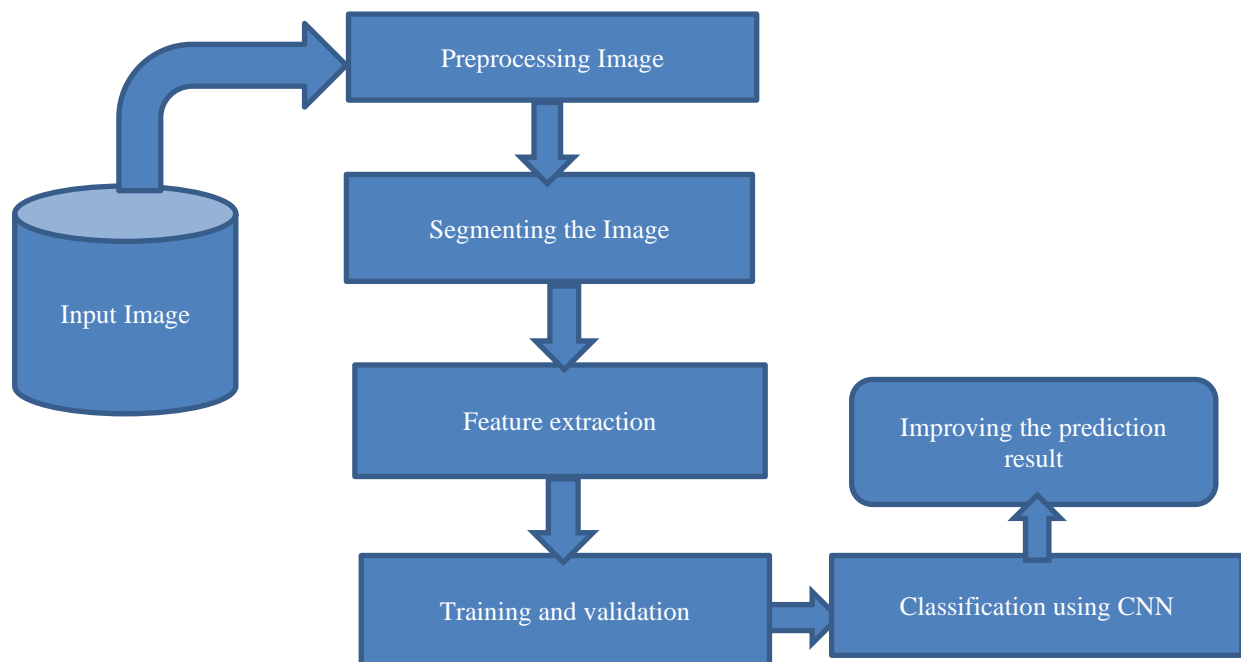 Preprocessing Image
Segmenting the Image
Input Image
Feature extraction
Improving the prediction
result
Training and validation
Classification using CNN